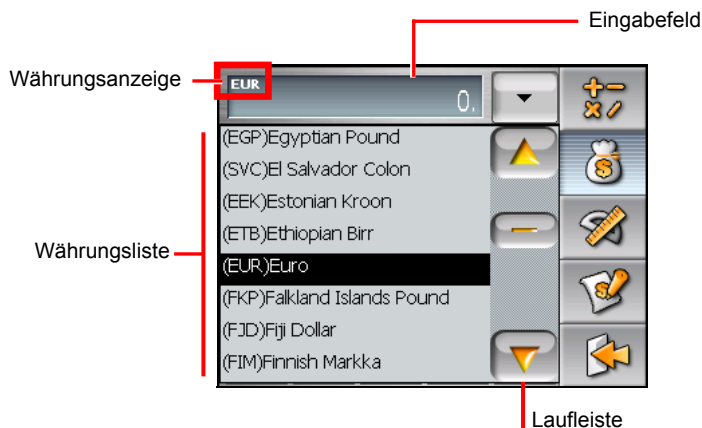 Eingabefeld
Währungsanzeige
EUR
0.
(EGP)Egyptian Pound
(SVC)El Salvador Colon
(EEK)Estonian Kroon
(ETB)Ethiopian Birr
Währungsliste
(EUR)Euro
(FKP)Falkland Islands Pound
(FJD)Fiji Dollar
(FIM)Finnish Markka
Laufleiste